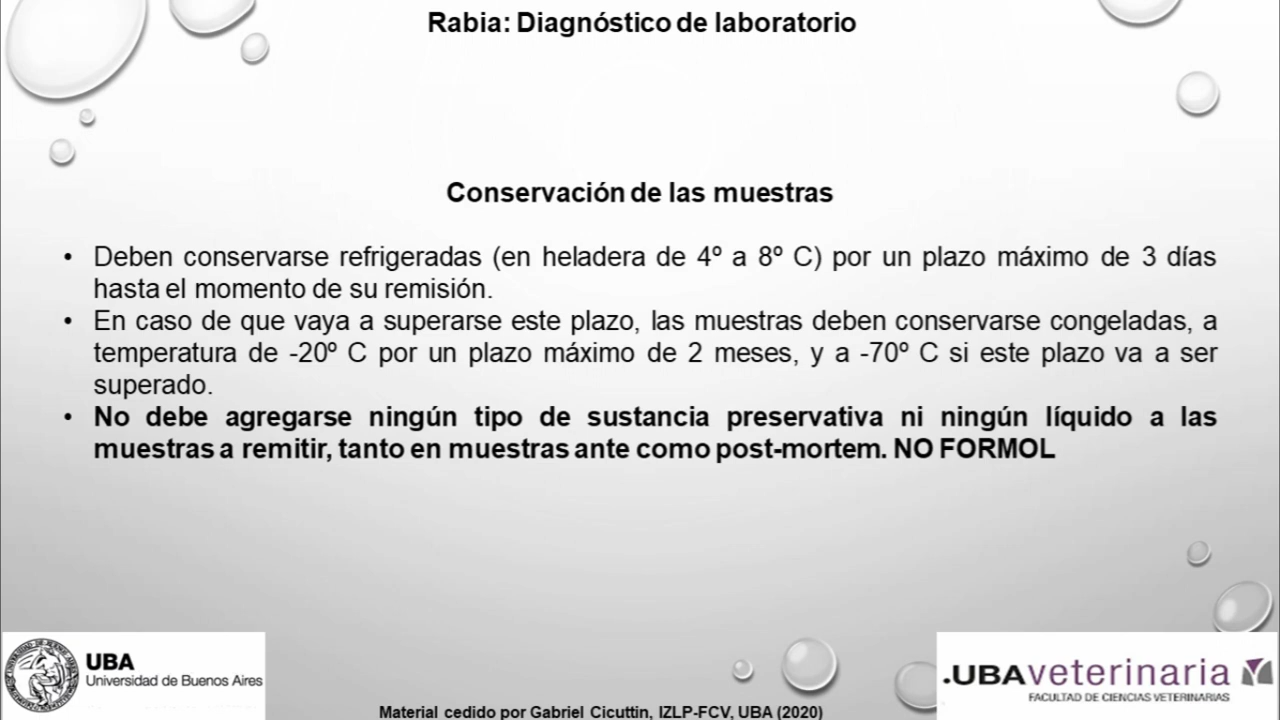 Rabia: Diagnóstico de laboratorio
Conservación de las muestras
• Deben conservarse refrigeradas (en heladera de 4º a 8º C) por un plazo máximo de 3 días
hasta el momento de su remisión.
• En caso de que vaya a superarse este plazo, las muestras deben conservarse congeladas, a
temperatura de -20º C por un plazo máximo de 2 meses, y a -70º C si este plazo va a ser
superado.
• No debe agregarse ningún tipo de sustancia preservativa ni ningún líquido a las
muestras a remitir, tanto en muestras ante como post-mortem. NO FORMOL
UBA
Universidad de Buenos Aires
.UBAveterinaria
FACULTAD DE CIENCIAS VETERINARIAS
Material cedido por Gabriel Cicuttin, IZLP-FCV, UBA (2020)